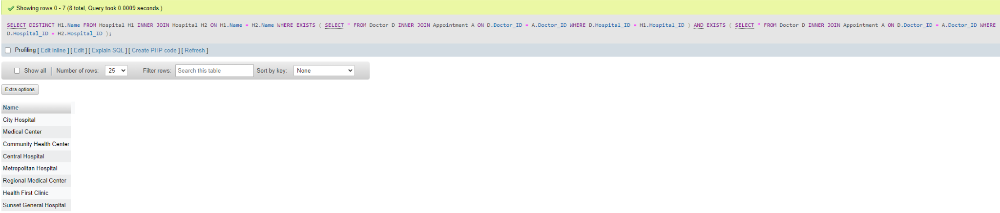 Showing rows 0 - 7 (8 total, Query took 0.0009 seconds.)
SELECT DISTINCT H1.Name FROM Hospital H1 INNER JOIN Hospital H2 ON H1.Name = H2.Name WHERE EXISTS ( SELECT * FROM Doctor D INNER JOIN Appointment A ON D.Doctor_ID = A.Doctor_ID WHERE D.Hospital_ID = H1.Hospital_ID ) AND EXISTS ( SELECT * FROM Doctor D INNER JOIN Appointment A ON D.Doctor_ID = A.Doctor_ID WHERE
D.Hospital_ID = H2.Hospital_ID );
Profiling [ Edit inline ] [ Edit ] [ Explain SQL ] [ Create PHP code ] [ Refresh ]
Show all Number of rows: 25 Filter rows: Search this table Sort by key: None
Extra options
Name
City Hospital
Medical Center
Community Health Center
Central Hospital
Metropolitan Hospital
Regional Medical Center
Health First Clinic
Sunset General Hospital